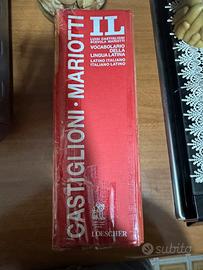 IL
LUIGI CASTIGLIONI
SCEVOLA MARIOTTI
VOCABOLARIO
DELLA
LINGUA LATINA
LATINO ITALIANO
ITALIANO LATINO
CASTIGLIONI • MARIOTTI
LOESCHER
subito